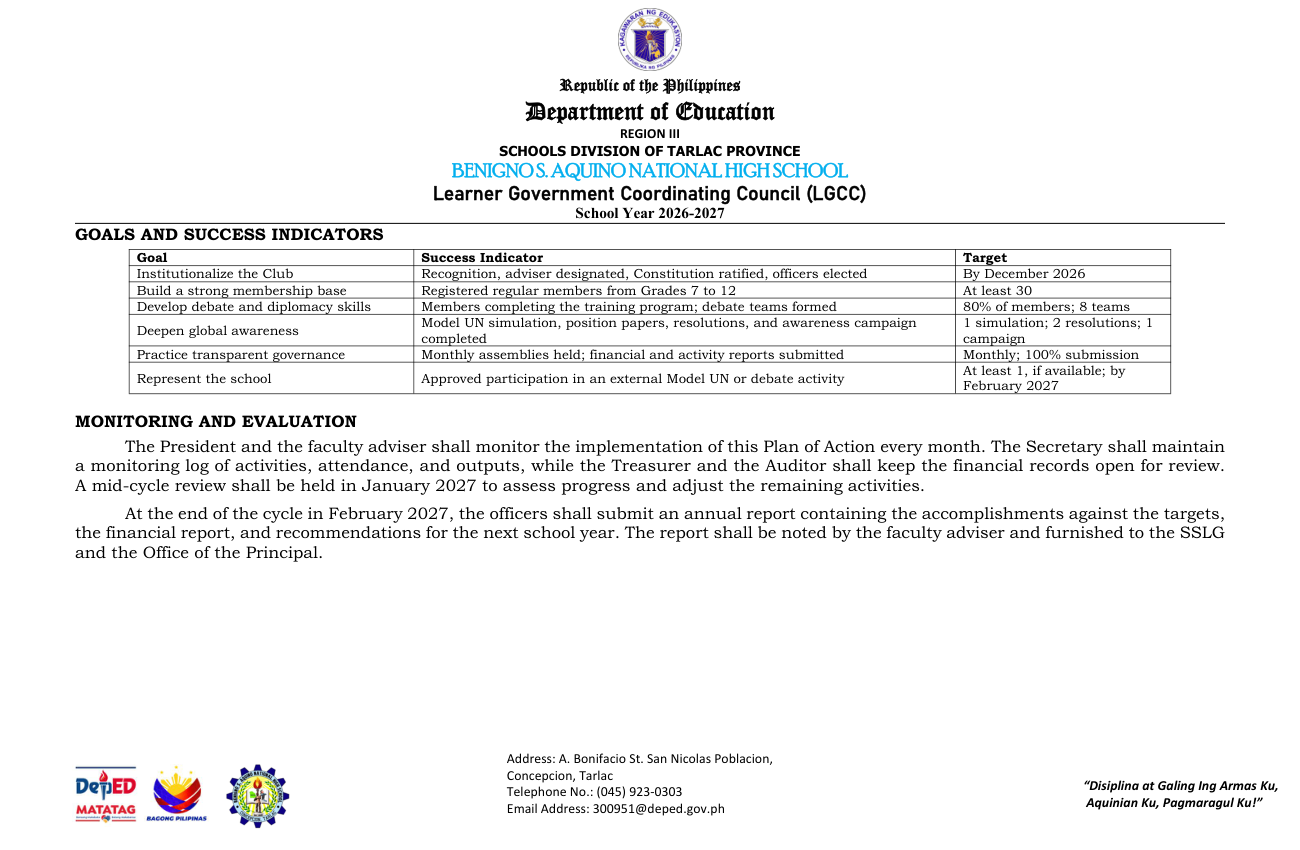 KAGAWARAN NG EDUKASYON
REPUBLIKA NG PILIPINAS
Republic of the Philippines
Department of Education
REGION III
SCHOOLS DIVISION OF TARLAC PROVINCE
BENIGNO S. AQUINO NATIONAL HIGH SCHOOL
Learner Government Coordinating Council (LGCC)
School Year 2026-2027
GOALS AND SUCCESS INDICATORS
Goal Success Indicator Target
Institutionalize the Club Recognition, adviser designated, Constitution ratified, officers elected By December 2026
Build a strong membership base Registered regular members from Grades 7 to 12 At least 30
Develop debate and diplomacy skills Members completing the training program; debate teams formed 80% of members; 8 teams
Deepen global awareness Model UN simulation, position papers, resolutions, and awareness campaign
completed 1 simulation; 2 resolutions; 1
campaign
Practice transparent governance Monthly assemblies held; financial and activity reports submitted Monthly; 100% submission
Represent the school Approved participation in an external Model UN or debate activity At least 1, if available; by
February 2027
MONITORING AND EVALUATION
The President and the faculty adviser shall monitor the implementation of this Plan of Action every month. The Secretary shall maintain
a monitoring log of activities, attendance, and outputs, while the Treasurer and the Auditor shall keep the financial records open for review.
A mid-cycle review shall be held in January 2027 to assess progress and adjust the remaining activities.
At the end of the cycle in February 2027, the officers shall submit an annual report containing the accomplishments against the targets,
the financial report, and recommendations for the next school year. The report shall be noted by the faculty adviser and furnished to the SSLG
and the Office of the Principal.
DepED
MATATAG
BAGONG PILIPINAS
Address: A. Bonifacio St. San Nicolas Poblacion,
Concepcion, Tarlac
Telephone No.: (045) 923-0303
Email Address: 300951@deped.gov.ph
“Disiplina at Galing Ing Armas Ku,
Aquinian Ku, Pagmaragul Ku!”